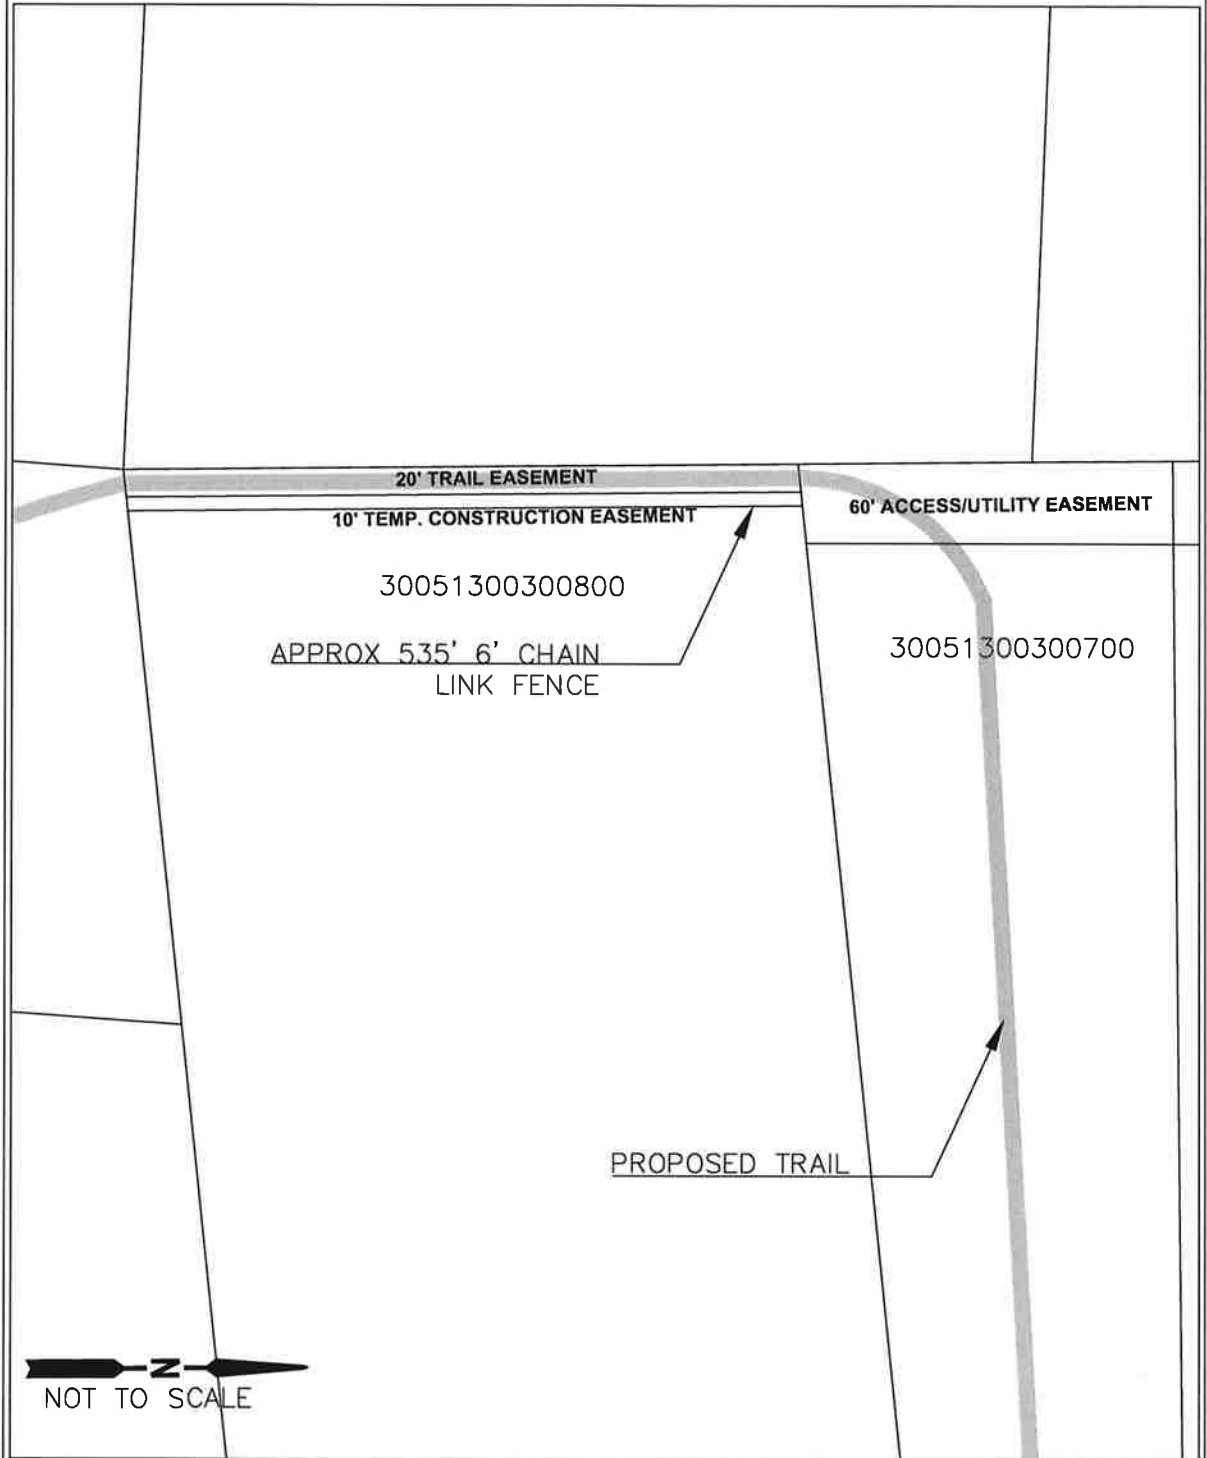 20' TRAIL EASEMENT
10' TEMP. CONSTRUCTION EASEMENT
60' ACCESS/UTILITY EASEMENT
30051300300800
APPROX 535' 6' CHAIN
LINK FENCE
30051300300700
PROPOSED TRAIL
N
NOT TO SCALE